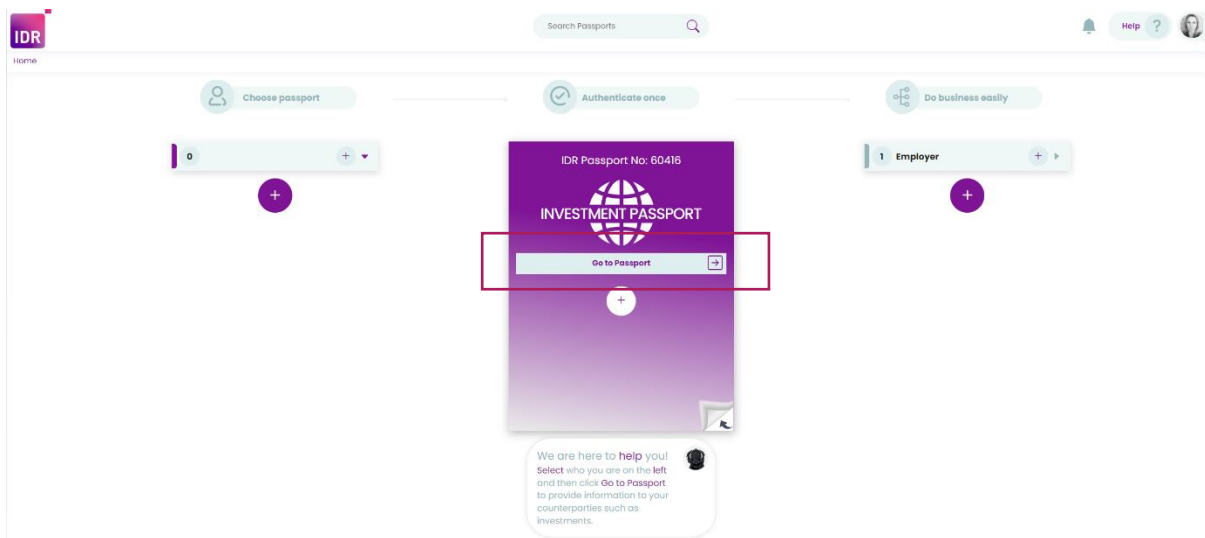 IDR
Search Passports
Help ?
Home
Choose passport
Authenticate once
Do business easily
0 +
IDR Passport No: 60416
1 Employer +
+
INVESTMENT PASSPORT
+
Go to Passport
+
We are here to help you!
Select who you are on the left
and then click Go to Passport
to provide information to your
counterparties such as
investments.